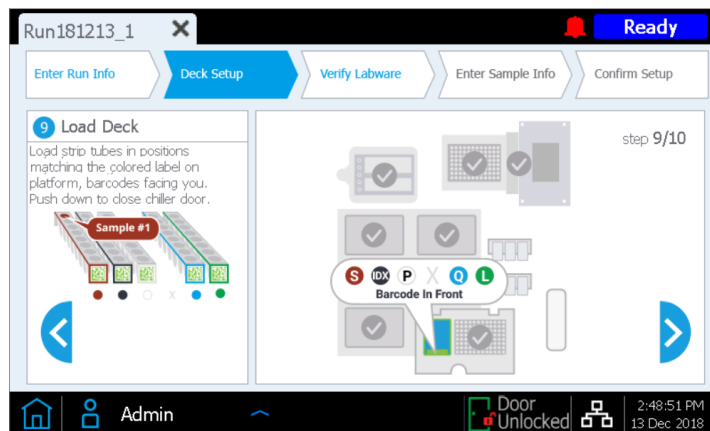 Run181213_1
Ready
Enter Run Info
Deck Setup
Verify Labware
Enter Sample Info
Confirm Setup
9 Load Deck
Load strip tubes in positions
matching the colored label on
platform, barcodes facing you.
Push down to close chiller door.
Sample #1
X
step 9/10
S IDX P X Q L
Barcode In Front
Admin
Door
Unlocked
2:48:51 PM
13 Dec 2018